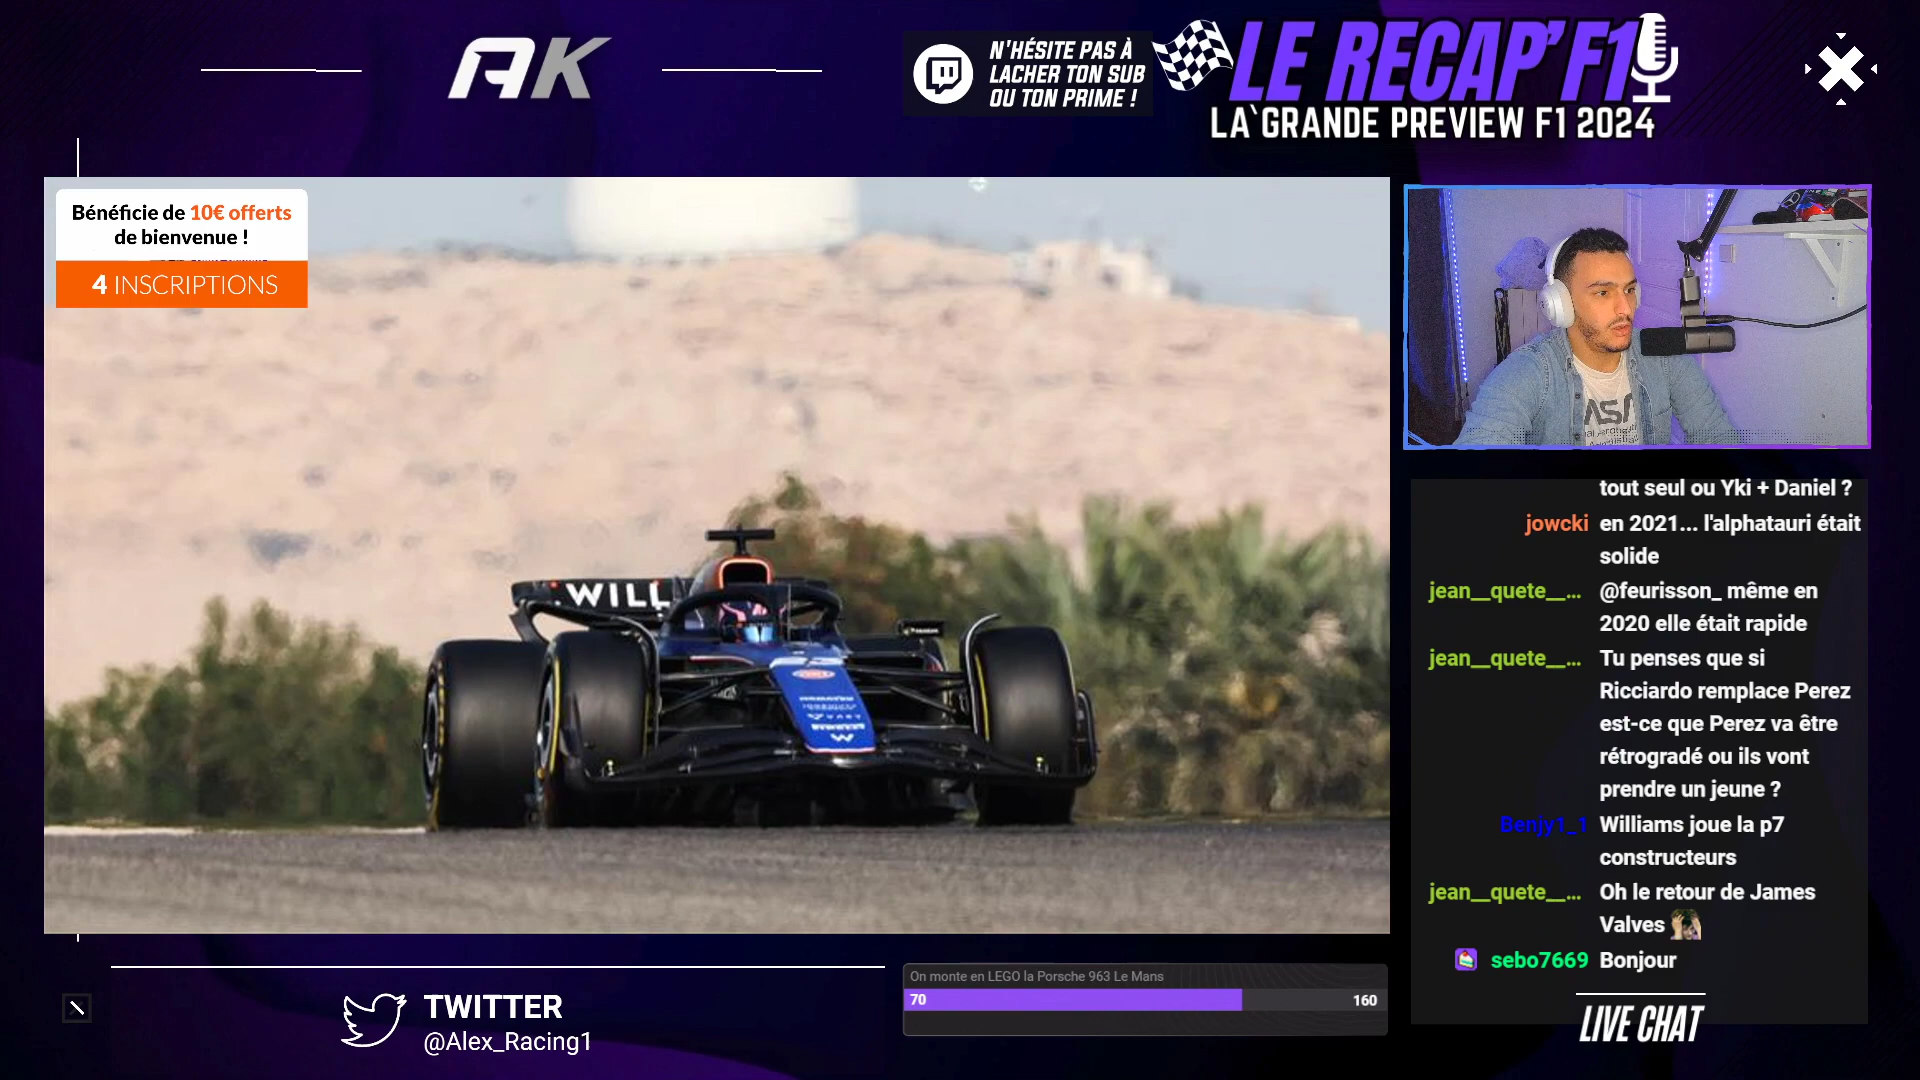 AK
N'HÉSITE PAS À
LACHER TON SUB
OU TON PRIME !
LE RECAP'F1
LA`GRANDE PREVIEW F1 2024
Bénéficie de 10€ offerts
de bienvenue !
4 INSCRIPTIONS
WILL
KOMATSU
W
tout seul ou Yki + Daniel ?
jowcki en 2021... l'alphatauri était
solide
jean__quete__... @feurisson_ même en
2020 elle était rapide
jean__quete__... Tu penses que si
Ricciardo remplace Perez
est-ce que Perez va être
rétrogradé ou ils vont
prendre un jeune ?
Benjy1_1 Williams joue la p7
constructeurs
jean__quete__... Oh le retour de James
Valves
sebo7669 Bonjour
LIVE CHAT
TWITTER
@Alex_Racing1
On monte en LEGO la Porsche 963 Le Mans
70 160